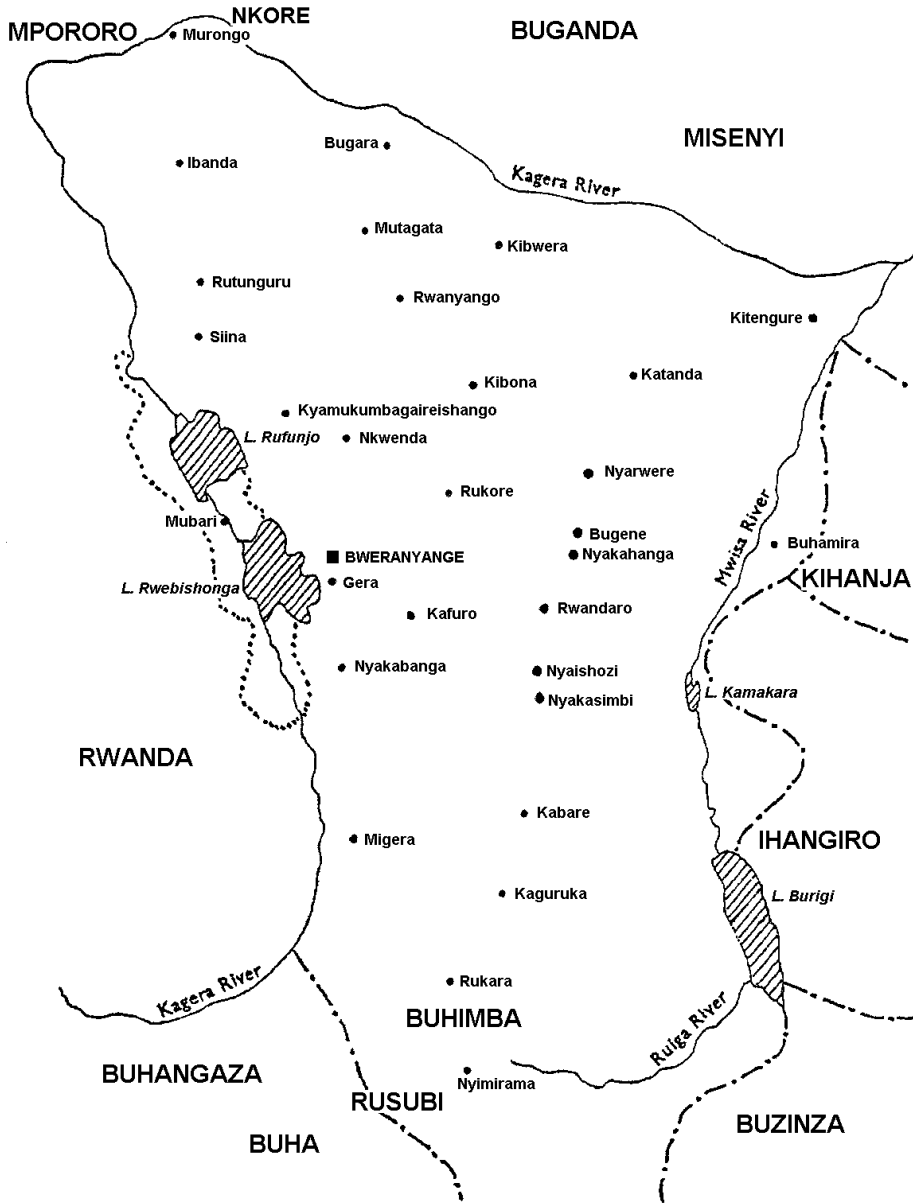 NKORE
MPORORO
BUGANDA
Murongo
MISENYI
Bugara
Ibanda
Kagera River
Mutagata
Kibwera
Rutunguru
Rwanyango
Kitengure
Siina
Katanda
Kibona
Kyamukumbagaireishango
L. Rufunjo
Nkwenda
Nyarwere
Rukore
Mubari
Bugene
Mwisa River
Buhamira
BWERANYANGE
Nyakahanga
KIHANJA
L. Rwebishonga
Gera
Kafuro
Rwandaro
Nyakabanga
Nyaishozi
L. Kamakara
Nyakasimbi
RWANDA
Kabare
Migera
IHANGIRO
Kaguruka
L. Burigi
Kagera River
Rukara
BUHIMBA
Ruiga River
BUHANGAZA
Nyimirama
RUSUBI
BUZINZA
BUHA